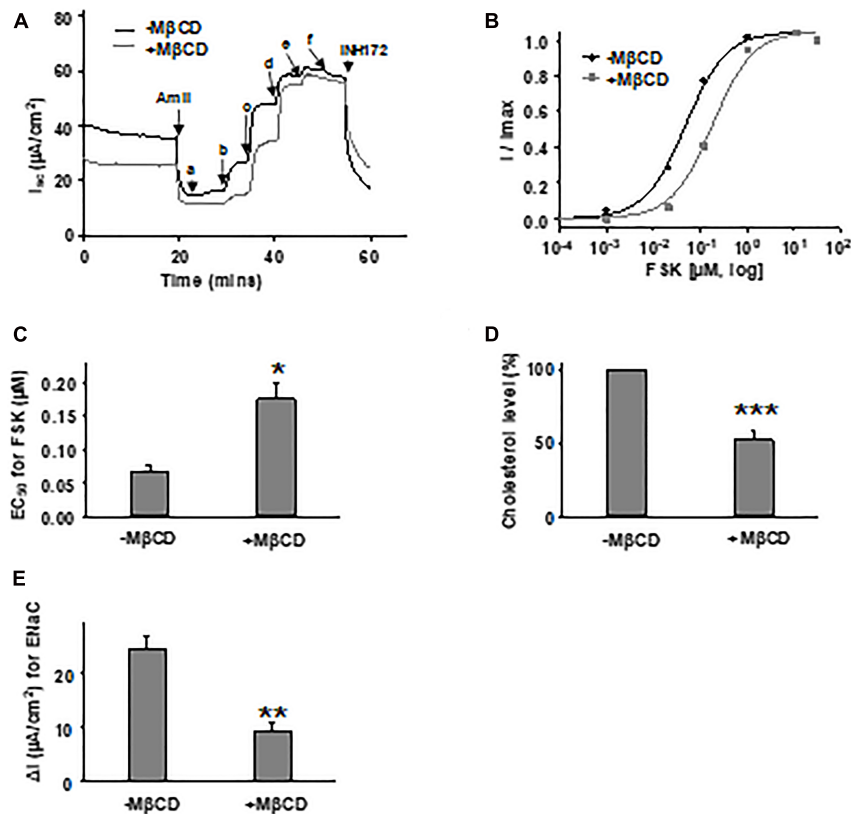 A
80
60
40
20
0
Isc (µA/cm²)
-MβCD
+MβCD
Amil
a
b
c
d
e
f
INH172
0
20
40
60
Time (mins)
B
1.0
0.8
0.6
0.4
0.2
0.0
I / Imax
-MβCD
+MβCD
10⁻⁴
10⁻³
10⁻²
10⁻¹
10⁰
10¹
10²
FSK [µM, log]
C
0.20
0.15
0.10
0.05
0.00
EC₅₀ for FSK (µM)
*
-MβCD
+MβCD
D
100
50
0
Cholesterol level (%)
***
-MβCD
+MβCD
E
20
10
0
ΔI (µA/cm²) for ENaC
**
-MβCD
+MβCD